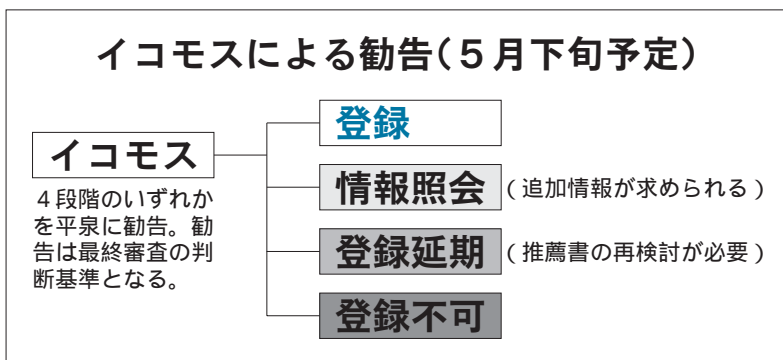 イコモスによる勧告(５月下旬予定)
登録
イコモス
情報照会
(追加情報が求められる)
４段階のいずれか
を平泉に勧告。勧
告は最終審査の判
断基準となる。
登録延期
(推薦書の再検討が必要)
登録不可